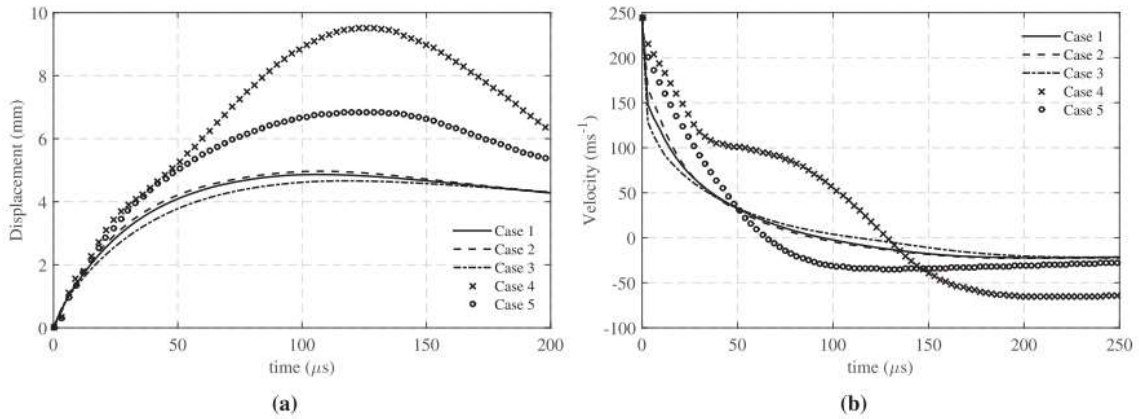 10
8
6
4
2
0
Displacement (mm)
Case 1
Case 2
Case 3
Case 4
Case 5
0 50 100 150 200
time (μs)
(a)
250
200
150
100
50
0
-50
-100
Velocity (ms⁻¹)
Case 1
Case 2
Case 3
Case 4
Case 5
0 50 100 150 200 250
time (μs)
(b)